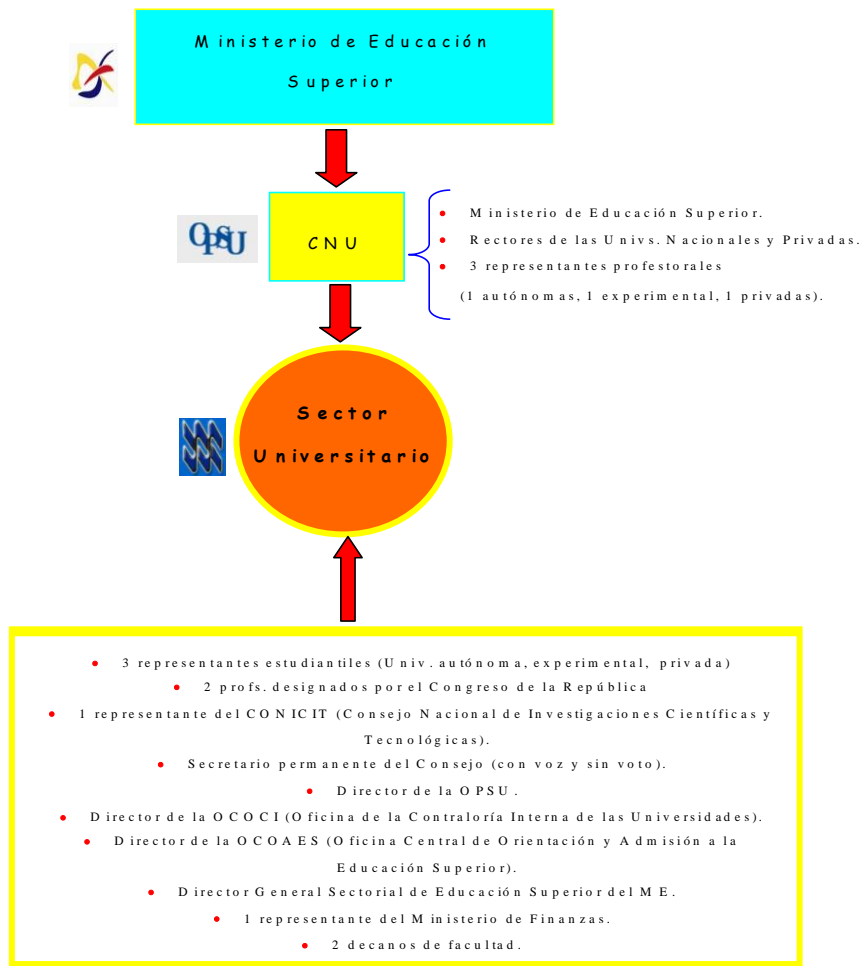 Ministerio de Educación
Superior
OPSU
CNU
• Ministerio de Educación Superior.
• Rectores de las Univs. Nacionales y Privadas.
• 3 representantes profestorales
(1 autónomas, 1 experimental, 1 privadas).
Sector
Universitario
• 3 representantes estudiantiles (Univ. autónoma, experimental, privada)
• 2 profs. designados por el Congreso de la República
• 1 representante del CONICIT (Consejo Nacional de Investigaciones Científicas y
Tecnológicas).
• Secretario permanente del Consejo (con voz y sin voto).
• Director de la OPSU.
• Director de la OCOCI (Oficina de la Contraloría Interna de las Universidades).
• Director de la OCOAES (Oficina Central de Orientación y Admisión a la
Educación Superior).
• Director General Sectorial de Educación Superior del ME.
• 1 representante del Ministerio de Finanzas.
• 2 decanos de facultad.